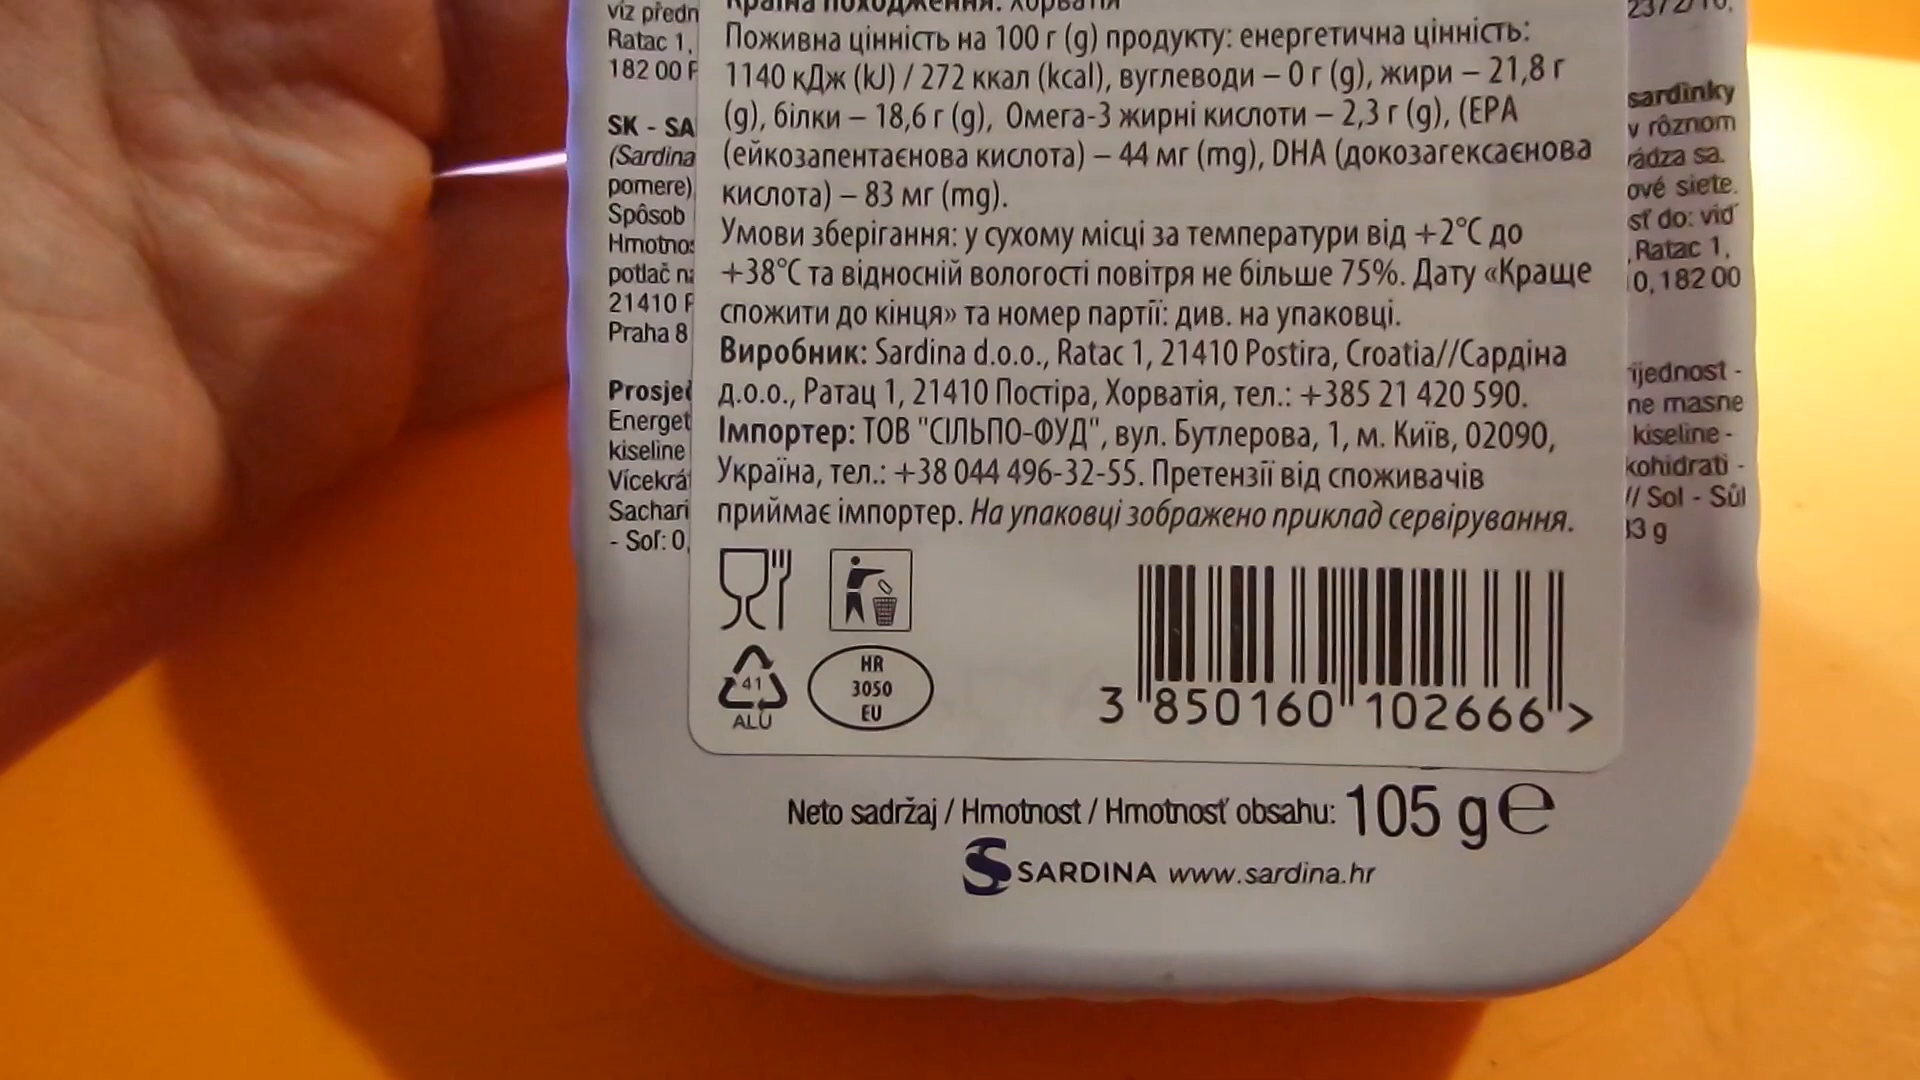 víz předn
Ratac 1,
182 00 P
SK - SA
(Sardina
pomere)
Spôsob
Hmotnos
potlač na
21410 P
Praha 8
Prosje
Energet
kiseline
Vícekrá
Sachari
- Soľ: 0,
Країна походження: Хорватія
Поживна цінність на 100 г (g) продукту: енергетична цінність:
1140 кДж (kJ) / 272 ккал (kcal), вуглеводи – 0 г (g), жири – 21,8 г
(g), білки – 18,6 г (g), Омега-3 жирні кислоти – 2,3 г (g), (EPA
(ейкозапентаєнова кислота) – 44 мг (mg), DHA (докозагексаєнова
кислота) – 83 мг (mg).
Умови зберігання: у сухому місці за температури від +2°C до
+38°C та відносній вологості повітря не більше 75%. Дату «Краще
спожити до кінця» та номер партії: див. на упаковці.
Виробник: Sardina d.o.o., Ratac 1, 21410 Postira, Croatia//Сардіна
д.о.о., Ратац 1, 21410 Постіра, Хорватія, тел.: +385 21 420 590.
Імпортер: ТОВ "СІЛЬПО-ФУД", вул. Бутлерова, 1, м. Київ, 02090,
Україна, тел.: +38 044 496-32-55. Претензії від споживачів
приймає імпортер. На упаковці зображено приклад сервірування.
41
ALU
HR
3050
EU
3 850160 102666 >
2372/10,
sardinky
v rôznom
rádza sa.
ové siete.
sť do: viď
, Ratac 1,
0, 182 00
ijednost -
ne masne
kiseline -
kohidrati -
// Sol - Sůl
33 g
Neto sadržaj / Hmotnost / Hmotnosť obsahu: 105 g e
SARDINA www.sardina.hr